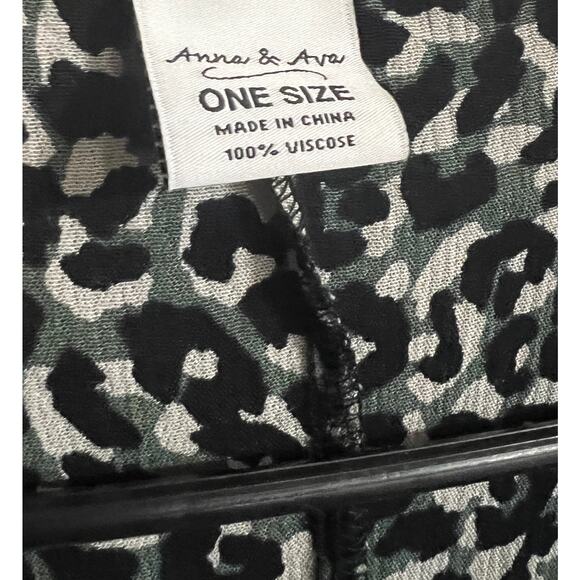 Anna & Ava
ONE SIZE
MADE IN CHINA
100% VISCOSE